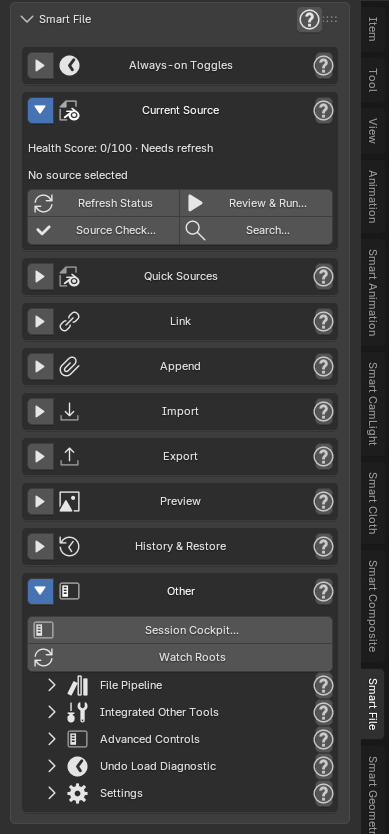 Smart File
Always-on Toggles
Current Source
Health Score: 0/100 · Needs refresh
No source selected
Refresh Status
Review & Run...
Source Check...
Search...
Quick Sources
Link
Append
Import
Export
Preview
History & Restore
Other
Session Cockpit...
Watch Roots
File Pipeline
Integrated Other Tools
Advanced Controls
Undo Load Diagnostic
Settings
Item
Tool
View
Animation
Smart Animation
Smart CamLight
Smart Cloth
Smart Composite
Smart File
Smart Geomet